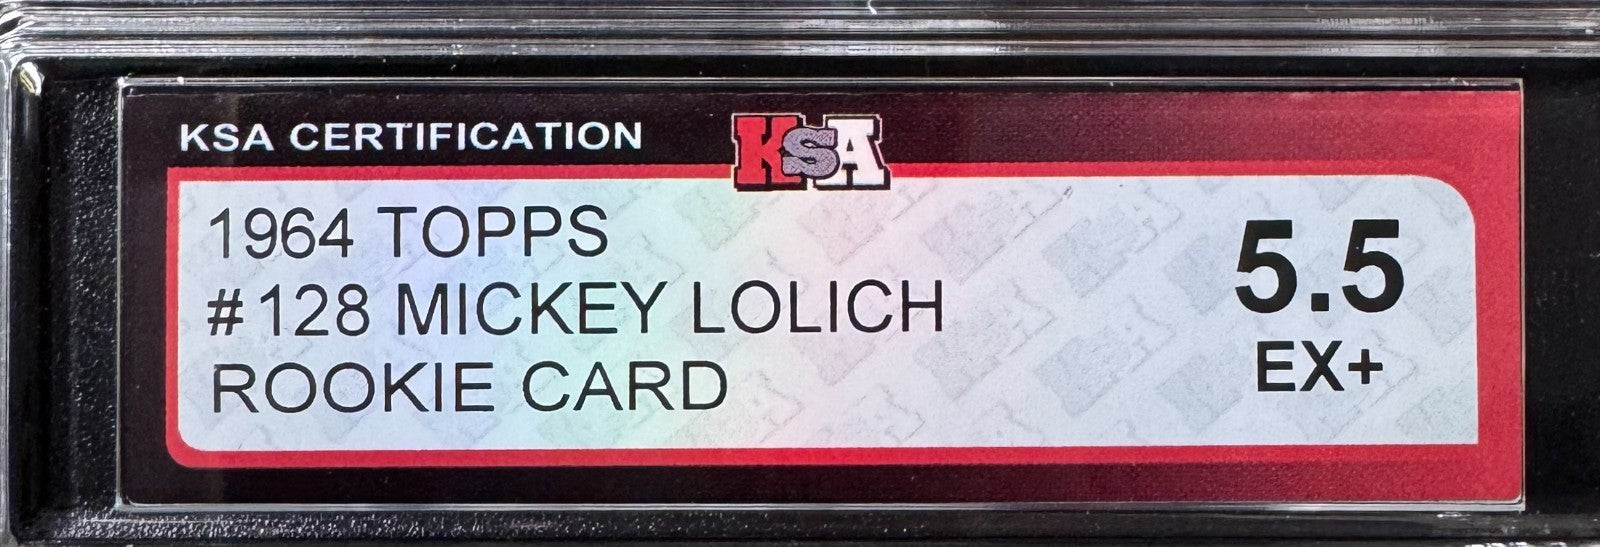 KSA CERTIFICATION
KSA
1964 TOPPS
#128 MICKEY LOLICH
ROOKIE CARD
5.5
EX+